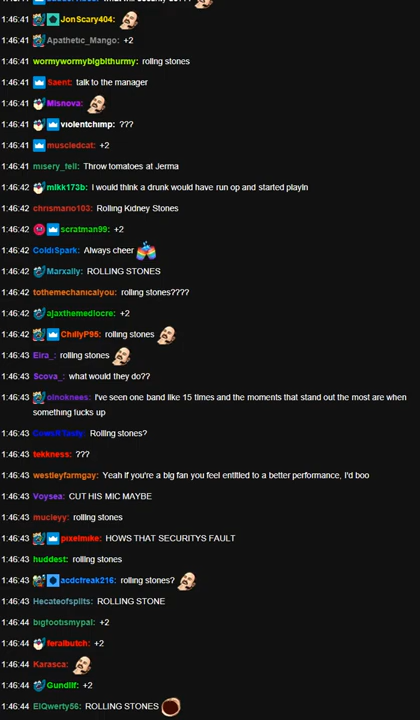 1:46:41 JonScary404:
1:46:41 Apathetic_Mango: +2
1:46:41 wormywormybigbithurmy: rolling stones
1:46:41 Saent: talk to the manager
1:46:41 Misnova:
1:46:41 violentchimp: ???
1:46:41 muscledcat: +2
1:46:41 misery_fell: Throw tomatoes at Jerma
1:46:42 mikk173b: I would think a drunk would have run op and started playin
1:46:42 chrismario103: Rolling Kidney Stones
1:46:42 scratman99: +2
1:46:42 ColdiSpark: Always cheer
1:46:42 Marxally: ROLLING STONES
1:46:42 tothemechanicalyou: rolling stones????
1:46:42 ajaxthemediocre: +2
1:46:42 ChillyP95: rolling stones
1:46:43 Eira_: rolling stones
1:46:43 Scova_: what would they do??
1:46:43 oinoknees: I've seen one band like 15 times and the moments that stand out the most are when
something fucks up
1:46:43 Rolling stones?
1:46:43 tekkness: ???
1:46:43 westleyfarmgay: Yeah if you're a big fan you feel entitled to a better performance, I'd boo
1:46:43 Voysea: CUT HIS MIC MAYBE
1:46:43 mucleyy: rolling stones
1:46:43 pixelmike: HOWS THAT SECURITYS FAULT
1:46:43 huddest: rolling stones
1:46:43 acdcfreak216: rolling stones?
1:46:43 Hecateofsplits: ROLLING STONE
1:46:44 bigfootismypal: +2
1:46:44 feralbutch: +2
1:46:44 Karasca:
1:46:44 Gundlif: +2
1:46:44 ElQwerty56: ROLLING STONES